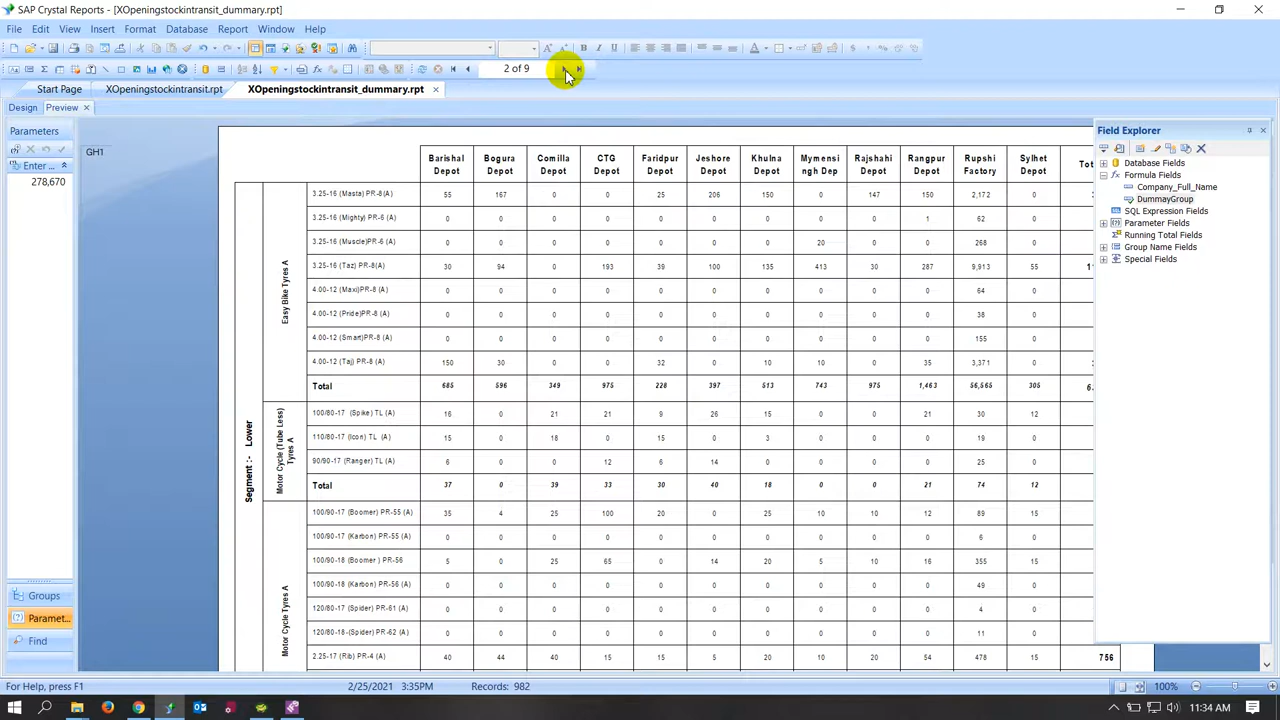 SAP Crystal Reports - [XOpeningstockintransit_dummary.rpt]
File Edit View Insert Format Database Report Window Help
2 of 9
Start Page XOpeningstockintransit.rpt XOpeningstockintransit_dummary.rpt
Design Preview
Parameters
Enter ...
278,670
Groups
Paramet...
Find
GH1
Barishal Depot Bogura Depot Comilla Depot CTG Depot Faridpur Depot Jeshore Depot Khulna Depot Mymensi ngh Dep Rajshahi Depot Rangpur Depot Rupshi Factory Sylhet Depot
Segment :- Lower
Easy Bike Tyres A
3.25-16 (Masta) PR-8(A) 55 167 0 0 25 206 150 0 147 150 2,172 0
3.25-16 (Mighty) PR-6 (A) 0 0 0 0 0 0 0 0 0 1 62 0
3.25-16 (Muscle)PR-6 (A) 0 0 0 0 0 0 0 20 0 0 268 0
3.25-16 (Taz) PR-8(A) 30 94 0 193 39 100 135 413 30 287 9,913 55
4.00-12 (Maxi)PR-8 (A) 0 0 0 0 0 0 0 0 0 0 64 0
4.00-12 (Pride)PR-8 (A) 0 0 0 0 0 0 0 0 0 0 38 0
4.00-12 (Smart)PR-8 (A) 0 0 0 0 0 0 0 0 0 0 155 0
4.00-12 (Taj) PR-8 (A) 150 30 0 0 32 0 10 10 0 35 3,371 0
Total 685 596 349 975 228 397 513 743 975 1,463 56,565 305
Motor Cycle (Tube Less) Tyres A
100/80-17 (Spike) TL (A) 16 0 21 21 9 26 15 0 0 21 30 12
110/80-17 (Icon) TL (A) 15 0 18 0 15 0 3 0 0 0 19 0
90/90-17 (Ranger) TL (A) 6 0 0 12 6 14 0 0 0 0 25 0
Total 37 0 39 33 30 40 18 0 0 21 74 12
Motor Cycle Tyres A
100/90-17 (Boomer) PR-55 (A) 35 4 25 100 20 0 25 10 10 12 89 15
100/90-17 (Karbon) PR-55 (A) 0 0 0 0 0 0 0 0 0 0 6 0
100/90-18 (Boomer ) PR-56 5 0 25 65 0 14 20 5 10 16 355 15
100/90-18 (Karbon) PR-56 (A) 0 0 0 0 0 0 0 0 0 0 49 0
120/80-17 (Spider) PR-61 (A) 0 0 0 0 0 0 0 0 0 0 4 0
120/80-18-(Spider) PR-62 (A) 0 0 0 0 0 0 0 0 0 0 11 0
2.25-17 (Rib) PR-4 (A) 40 44 40 15 15 5 20 10 20 54 478 15 756
Field Explorer
Database Fields
Formula Fields
Company_Full_Name
DummayGroup
SQL Expression Fields
Parameter Fields
Running Total Fields
Group Name Fields
Special Fields
For Help, press F1 2/25/2021 3:35PM Records: 982 100%
11:34 AM